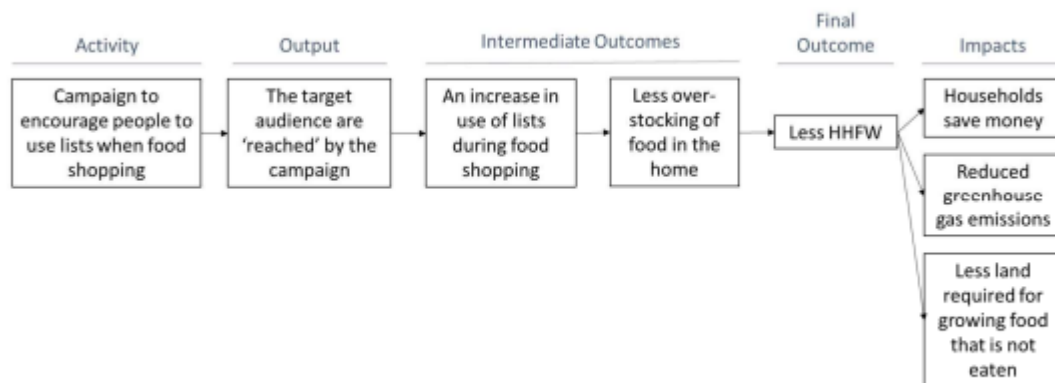 Activity
Output
Intermediate Outcomes
Final
Outcome
Impacts
Campaign to
encourage people to
use lists when food
shopping
The target
audience are
‘reached’ by the
campaign
An increase in
use of lists
during food
shopping
Less over-
stocking of
food in the
home
Less HHFW
Households
save money
Reduced
greenhouse
gas emissions
Less land
required for
growing food
that is not
eaten